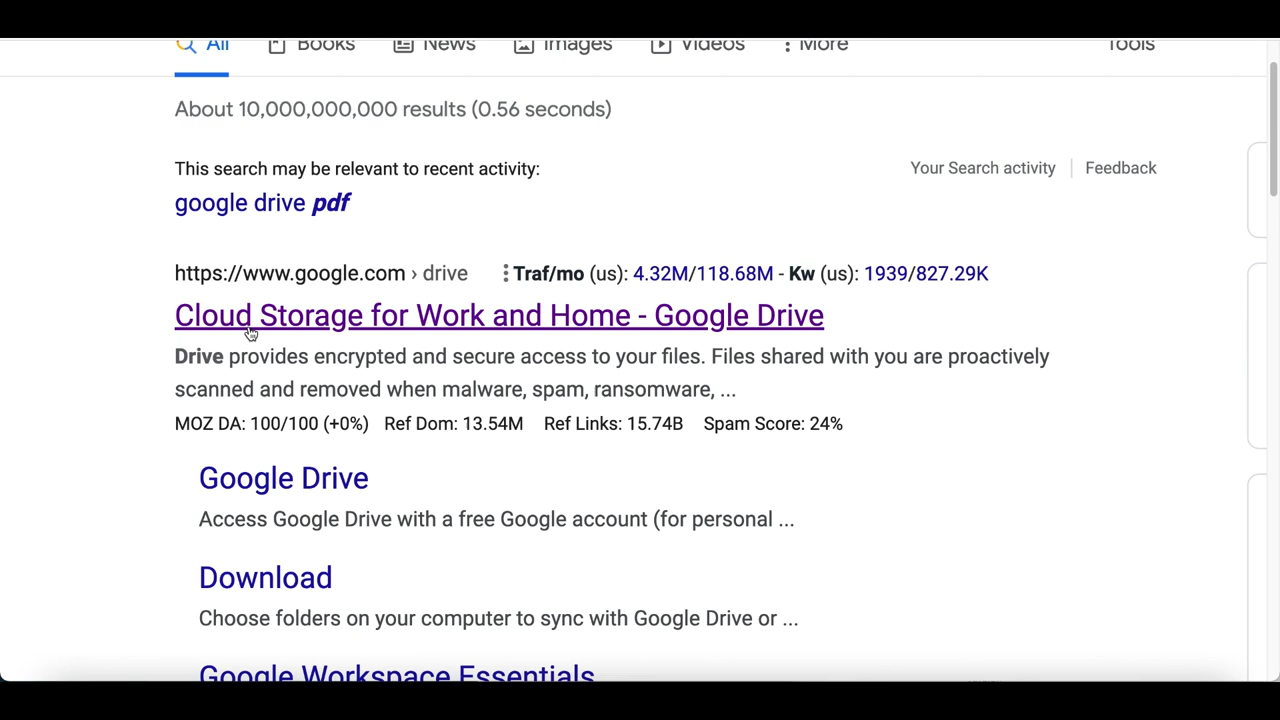 All Books News Images Videos More Tools
About 10,000,000,000 results (0.56 seconds)
This search may be relevant to recent activity: Your Search activity Feedback
google drive pdf
https://www.google.com › drive Traf/mo (us): 4.32M/118.68M - Kw (us): 1939/827.29K
Cloud Storage for Work and Home - Google Drive
Drive provides encrypted and secure access to your files. Files shared with you are proactively
scanned and removed when malware, spam, ransomware, ...
MOZ DA: 100/100 (+0%) Ref Dom: 13.54M Ref Links: 15.74B Spam Score: 24%
Google Drive
Access Google Drive with a free Google account (for personal ...
Download
Choose folders on your computer to sync with Google Drive or ...
Google Workspace Essentials